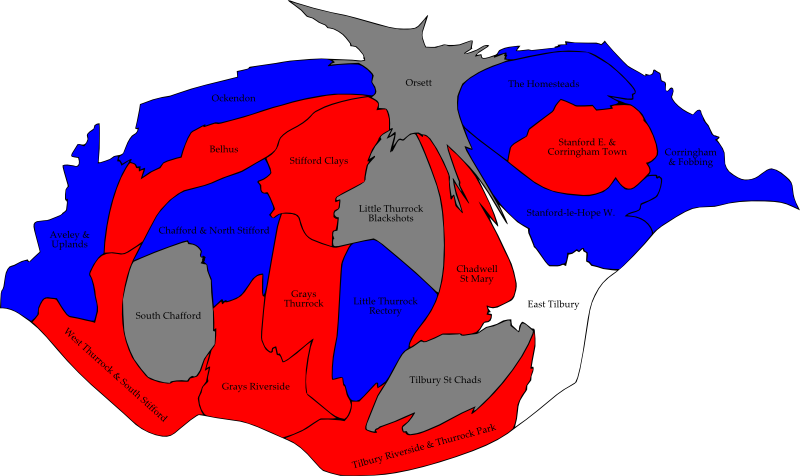 Orsett
The Homesteads
Ockendon
Stanford E. &
Corringham Town
Belhus
Stifford Clays
Corringham
& Fobbing
Little Thurrock
Blackshots
Stanford-le-Hope W.
Aveley &
Uplands
Chafford & North Stifford
Chadwell
St Mary
Grays
Thurrock
Little Thurrock
Rectory
East Tilbury
South Chafford
West Thurrock & South Stifford
Grays Riverside
Tilbury St Chads
Tilbury Riverside & Thurrock Park